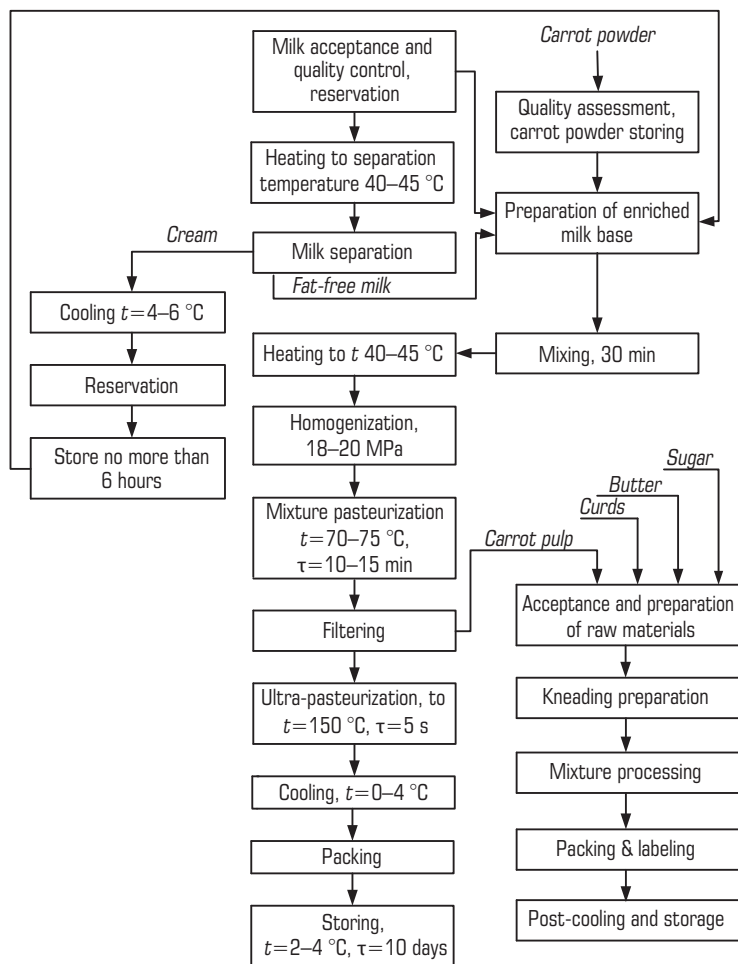 Milk acceptance and
quality control,
reservation
Carrot powder
Quality assessment,
carrot powder storing
Heating to separation
temperature 40–45 °C
Preparation of enriched
milk base
Cream
Milk separation
Fat-free milk
Cooling t=4–6 °C
Heating to t 40–45 °C
Mixing, 30 min
Reservation
Homogenization,
18–20 MPa
Store no more than
6 hours
Sugar
Butter
Curds
Mixture pasteurization
t=70–75 °C,
τ=10–15 min
Carrot pulp
Acceptance and preparation
of raw materials
Filtering
Kneading preparation
Ultra-pasteurization, to
t=150 °C, τ=5 s
Mixture processing
Cooling, t=0–4 °C
Packing
Packing & labeling
Storing,
t=2–4 °C, τ=10 days
Post-cooling and storage